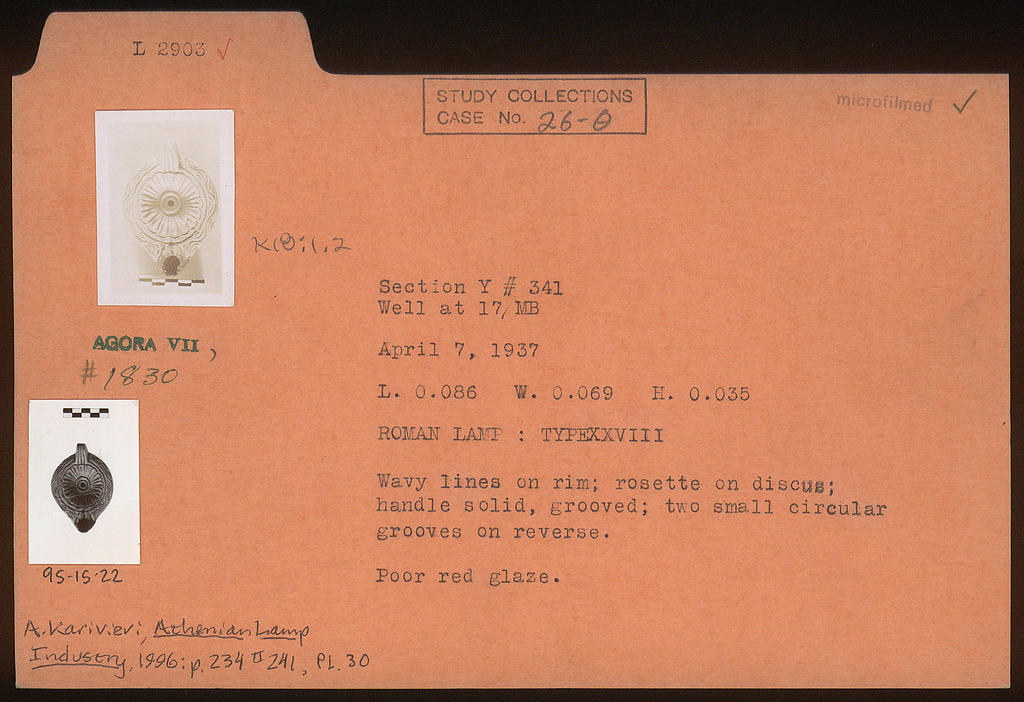 L 2903 ✓
STUDY COLLECTIONS
CASE No. 26-θ
microfilmed ✓
Section Y # 341
Well at 17/MB
April 7, 1937
L. 0.086 W. 0.069 H. 0.035
ROMAN LAMP : TYPEXXVIII
Wavy lines on rim; rosette on discus;
handle solid, grooved; two small circular
grooves on reverse.
Poor red glaze.
AGORA VII,
# 1830
95-15-22
A. Karivieri, Athenian Lamp
Industry, 1996: p. 234 # 241, PL. 30